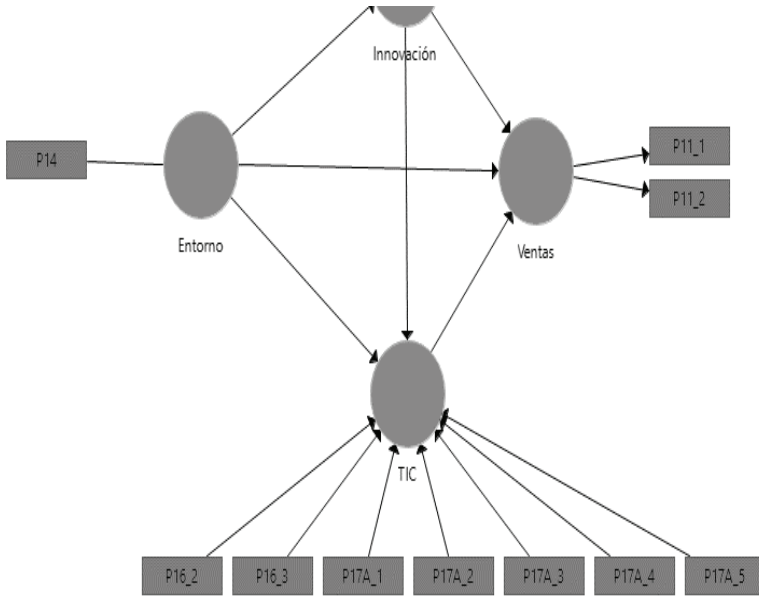 Innovación
P14
P11_1
P11_2
Entorno
Ventas
TIC
P16_2
P16_3
P17A_1
P17A_2
P17A_3
P17A_4
P17A_5